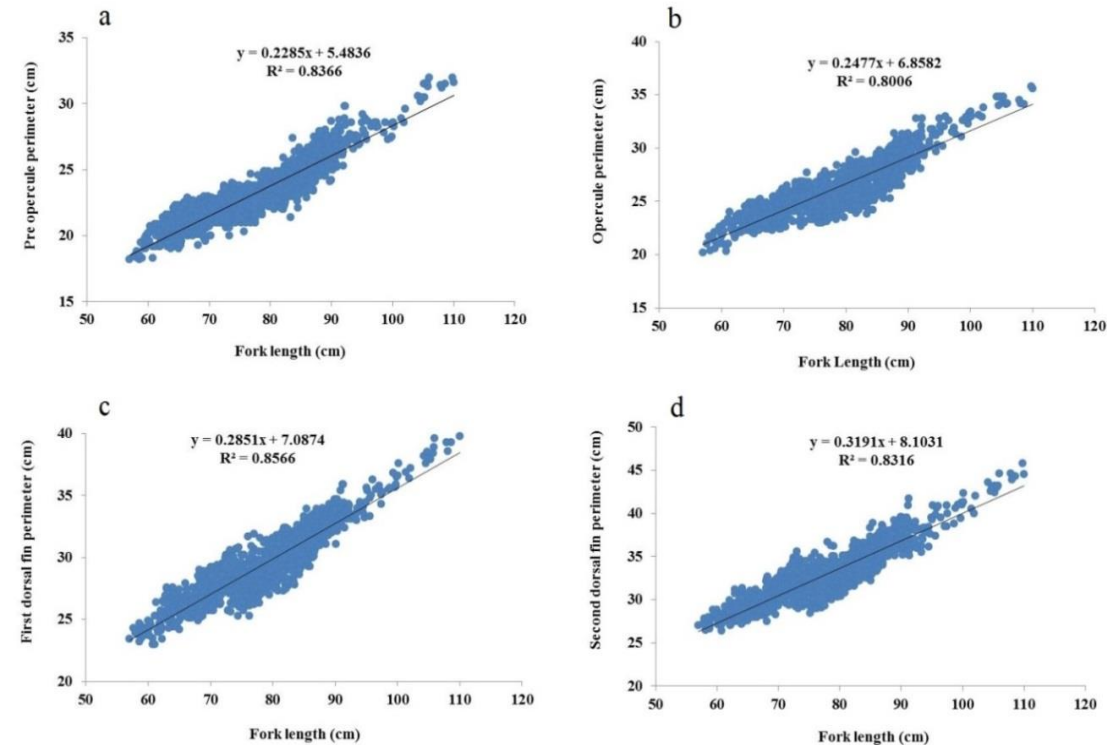 a
y = 0.2285x + 5.4836
R² = 0.8366
Pre opercule perimeter (cm)
35
30
25
20
15
50 60 70 80 90 100 110 120
Fork length (cm)
b
y = 0.2477x + 6.8582
R² = 0.8006
Opercule perimeter (cm)
40
35
30
25
20
15
50 60 70 80 90 100 110 120
Fork Length (cm)
c
y = 0.2851x + 7.0874
R² = 0.8566
First dorsal fin perimeter (cm)
40
35
30
25
20
50 60 70 80 90 100 110 120
Fork length (cm)
d
y = 0.3191x + 8.1031
R² = 0.8316
Second dorsal fin perimeter (cm)
50
45
40
35
30
25
20
50 60 70 80 90 100 110 120
Fork length (cm)